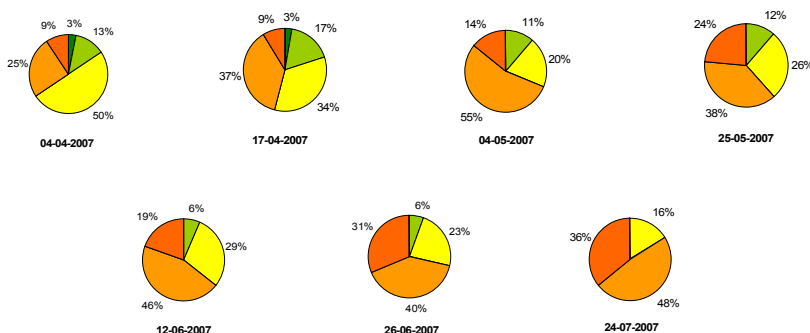 9% 3% 13% 25% 50%
04-04-2007
9% 3% 17% 37% 34%
17-04-2007
14% 11% 20% 55%
04-05-2007
24% 12% 26% 38%
25-05-2007
19% 6% 29% 46%
12-06-2007
31% 6% 23% 40%
26-06-2007
36% 16% 48%
24-07-2007